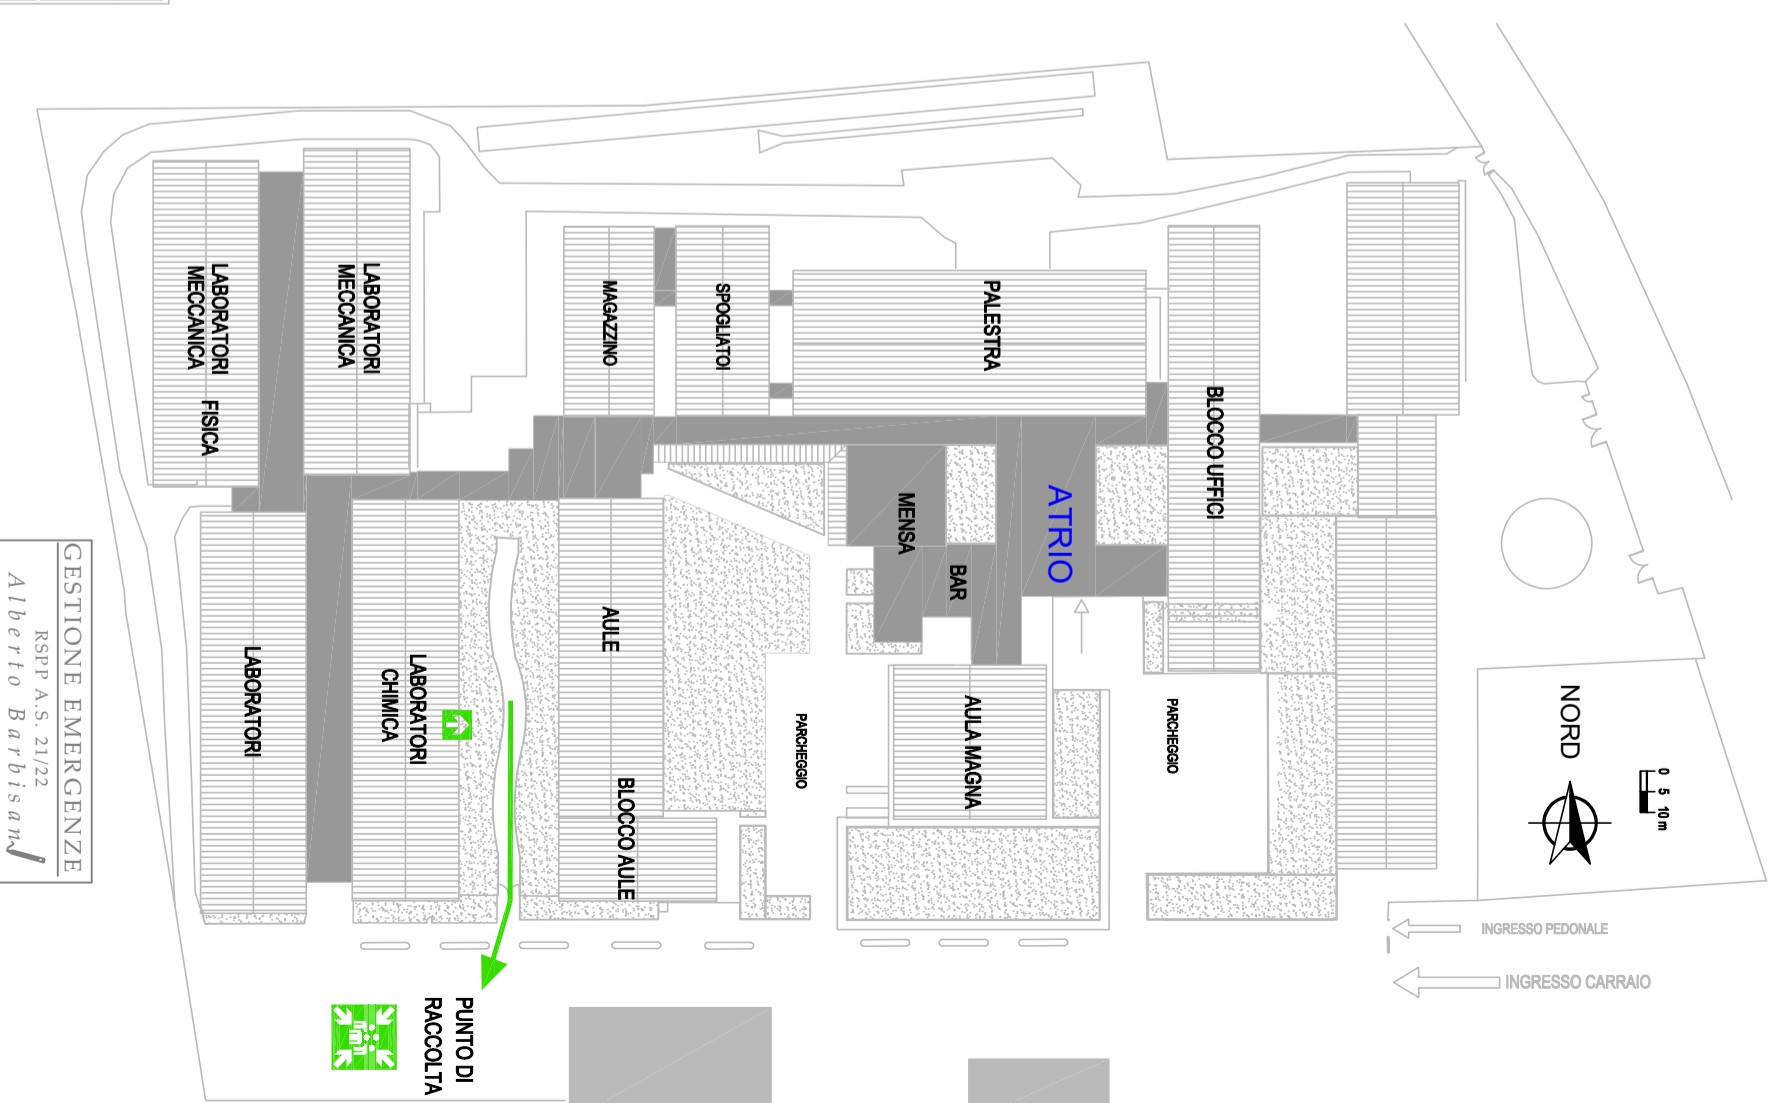 LABORATORI
MECCANICA
FISICA
LABORATORI
MECCANICA
MAGAZZINO
SPOGLIATOI
PALESTRA
BLOCCO UFFICI
MENSA
BAR
ATRIO
AULE
BLOCCO AULE
LABORATORI
LABORATORI
CHIMICA
AULA MAGNA
PARCHEGGIO
PARCHEGGIO
NORD
0 5 10 m
INGRESSO PEDONALE
INGRESSO CARRAIO
PUNTO DI
RACCOLTA
GESTIONE EMERGENZE
RSPP A.S. 21/22
Alberto Barbisan